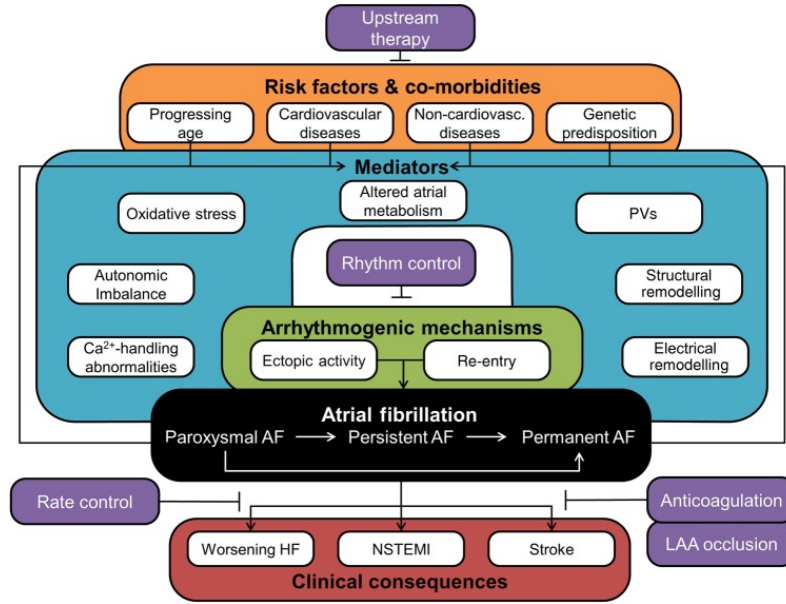 Upstream
therapy
Risk factors & co-morbidities
Progressing
age
Cardiovascular
diseases
Non-cardiovasc.
diseases
Genetic
predisposition
Mediators
Altered atrial
metabolism
Oxidative stress
PVs
Rhythm control
Autonomic
Imbalance
Structural
remodelling
Arrhythmogenic mechanisms
Ca²⁺-handling
abnormalities
Ectopic activity
Re-entry
Electrical
remodelling
Atrial fibrillation
Paroxysmal AF
Persistent AF
Permanent AF
Rate control
Anticoagulation
LAA occlusion
Worsening HF
NSTEMI
Stroke
Clinical consequences